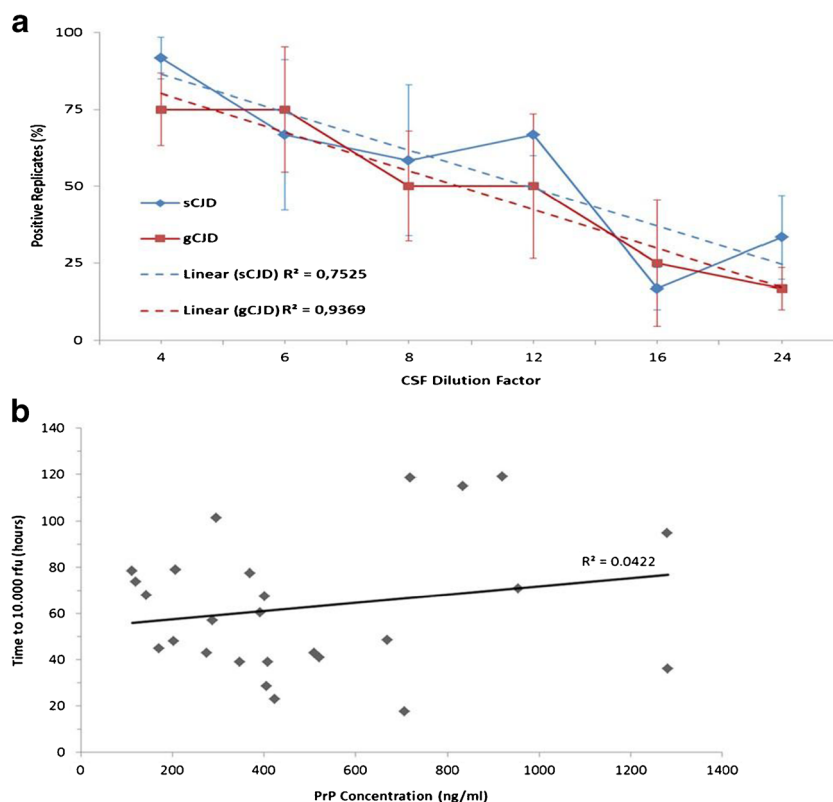 a
100
75
50
25
0
Positive Replicates (%)
sCJD
gCJD
Linear (sCJD) R² = 0,7525
Linear (gCJD) R² = 0,9369
4 6 8 12 16 24
CSF Dilution Factor
b
140
120
100
80
60
40
20
0
Time to 10.000 rfu (hours)
R² = 0.0422
0 200 400 600 800 1000 1200 1400
PrP Concentration (ng/ml)